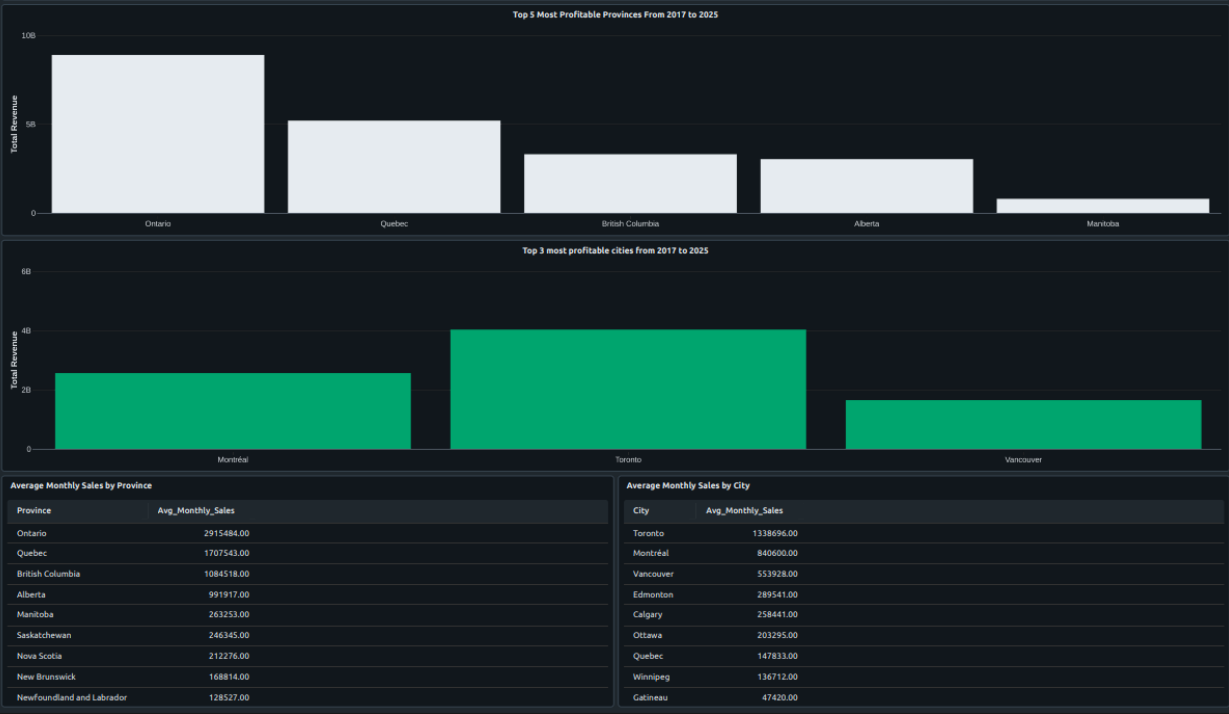 Top 5 Most Profitable Provinces From 2017 to 2025
10B
5B
0
Total Revenue
Ontario Quebec British Columbia Alberta Manitoba
Top 3 most profitable cities from 2017 to 2025
6B
4B
2B
0
Total Revenue
Montréal Toronto Vancouver
Average Monthly Sales by Province
Province Avg_Monthly_Sales
Ontario 2915484.00
Quebec 1707543.00
British Columbia 1084518.00
Alberta 991917.00
Manitoba 263253.00
Saskatchewan 246345.00
Nova Scotia 212276.00
New Brunswick 168814.00
Newfoundland and Labrador 128527.00
Average Monthly Sales by City
City Avg_Monthly_Sales
Toronto 1338696.00
Montréal 840600.00
Vancouver 553928.00
Edmonton 289541.00
Calgary 258441.00
Ottawa 203295.00
Quebec 147833.00
Winnipeg 136712.00
Gatineau 47420.00